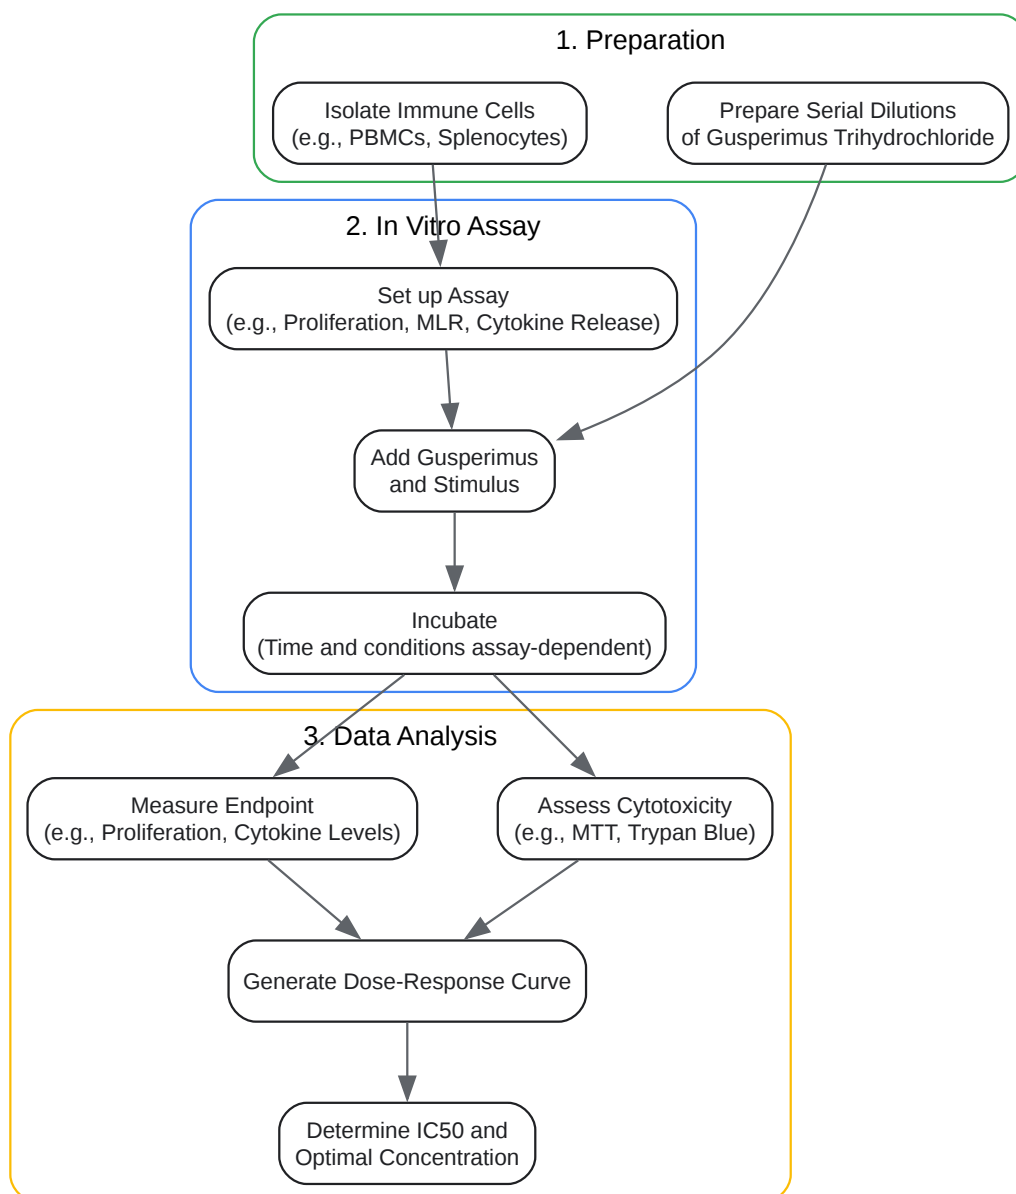 1. Preparation
Isolate Immune Cells
(e.g., PBMCs, Splenocytes)
Prepare Serial Dilutions
of Gusperimus Trihydrochloride
2. In Vitro Assay
Set up Assay
(e.g., Proliferation, MLR, Cytokine Release)
Add Gusperimus
and Stimulus
Incubate
(Time and conditions assay-dependent)
3. Data Analysis
Measure Endpoint
(e.g., Proliferation, Cytokine Levels)
Assess Cytotoxicity
(e.g., MTT, Trypan Blue)
Generate Dose-Response Curve
Determine IC50 and
Optimal Concentration